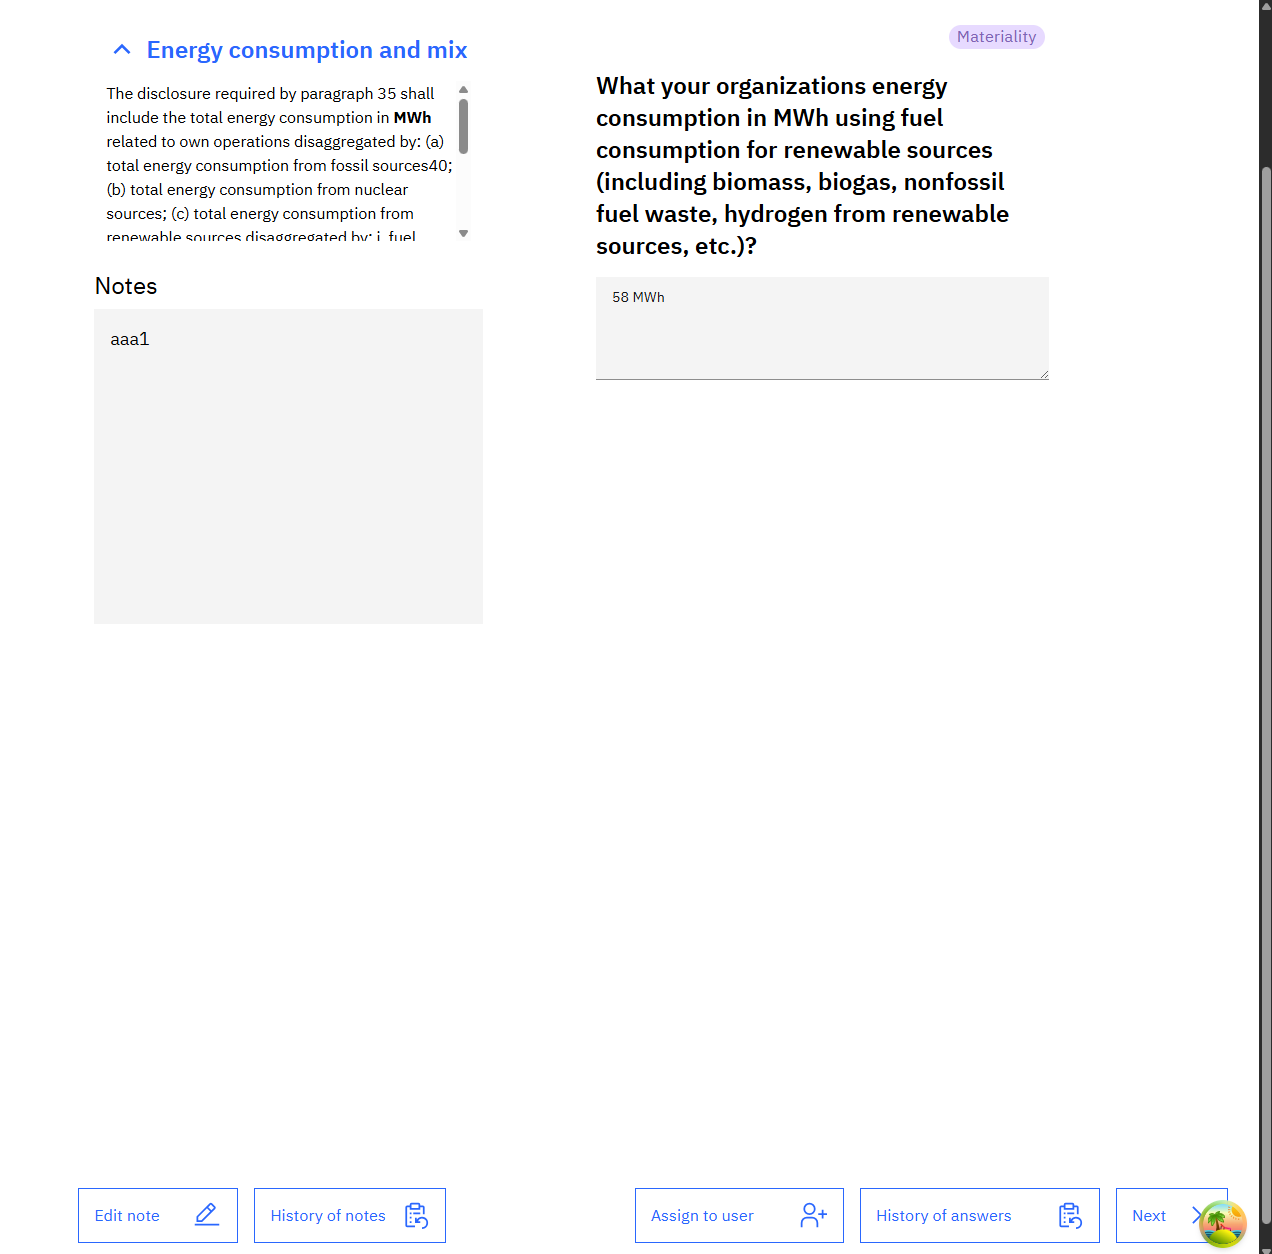 Energy consumption and mix
The disclosure required by paragraph 35 shall
include the total energy consumption in MWh
related to own operations disaggregated by: (a)
total energy consumption from fossil sources40;
(b) total energy consumption from nuclear
sources; (c) total energy consumption from
renewable sources disaggregated by: i. fuel
Notes
aaa1
Materiality
What your organizations energy
consumption in MWh using fuel
consumption for renewable sources
(including biomass, biogas, nonfossil
fuel waste, hydrogen from renewable
sources, etc.)?
58 MWh
Edit note
History of notes
Assign to user
History of answers
Next